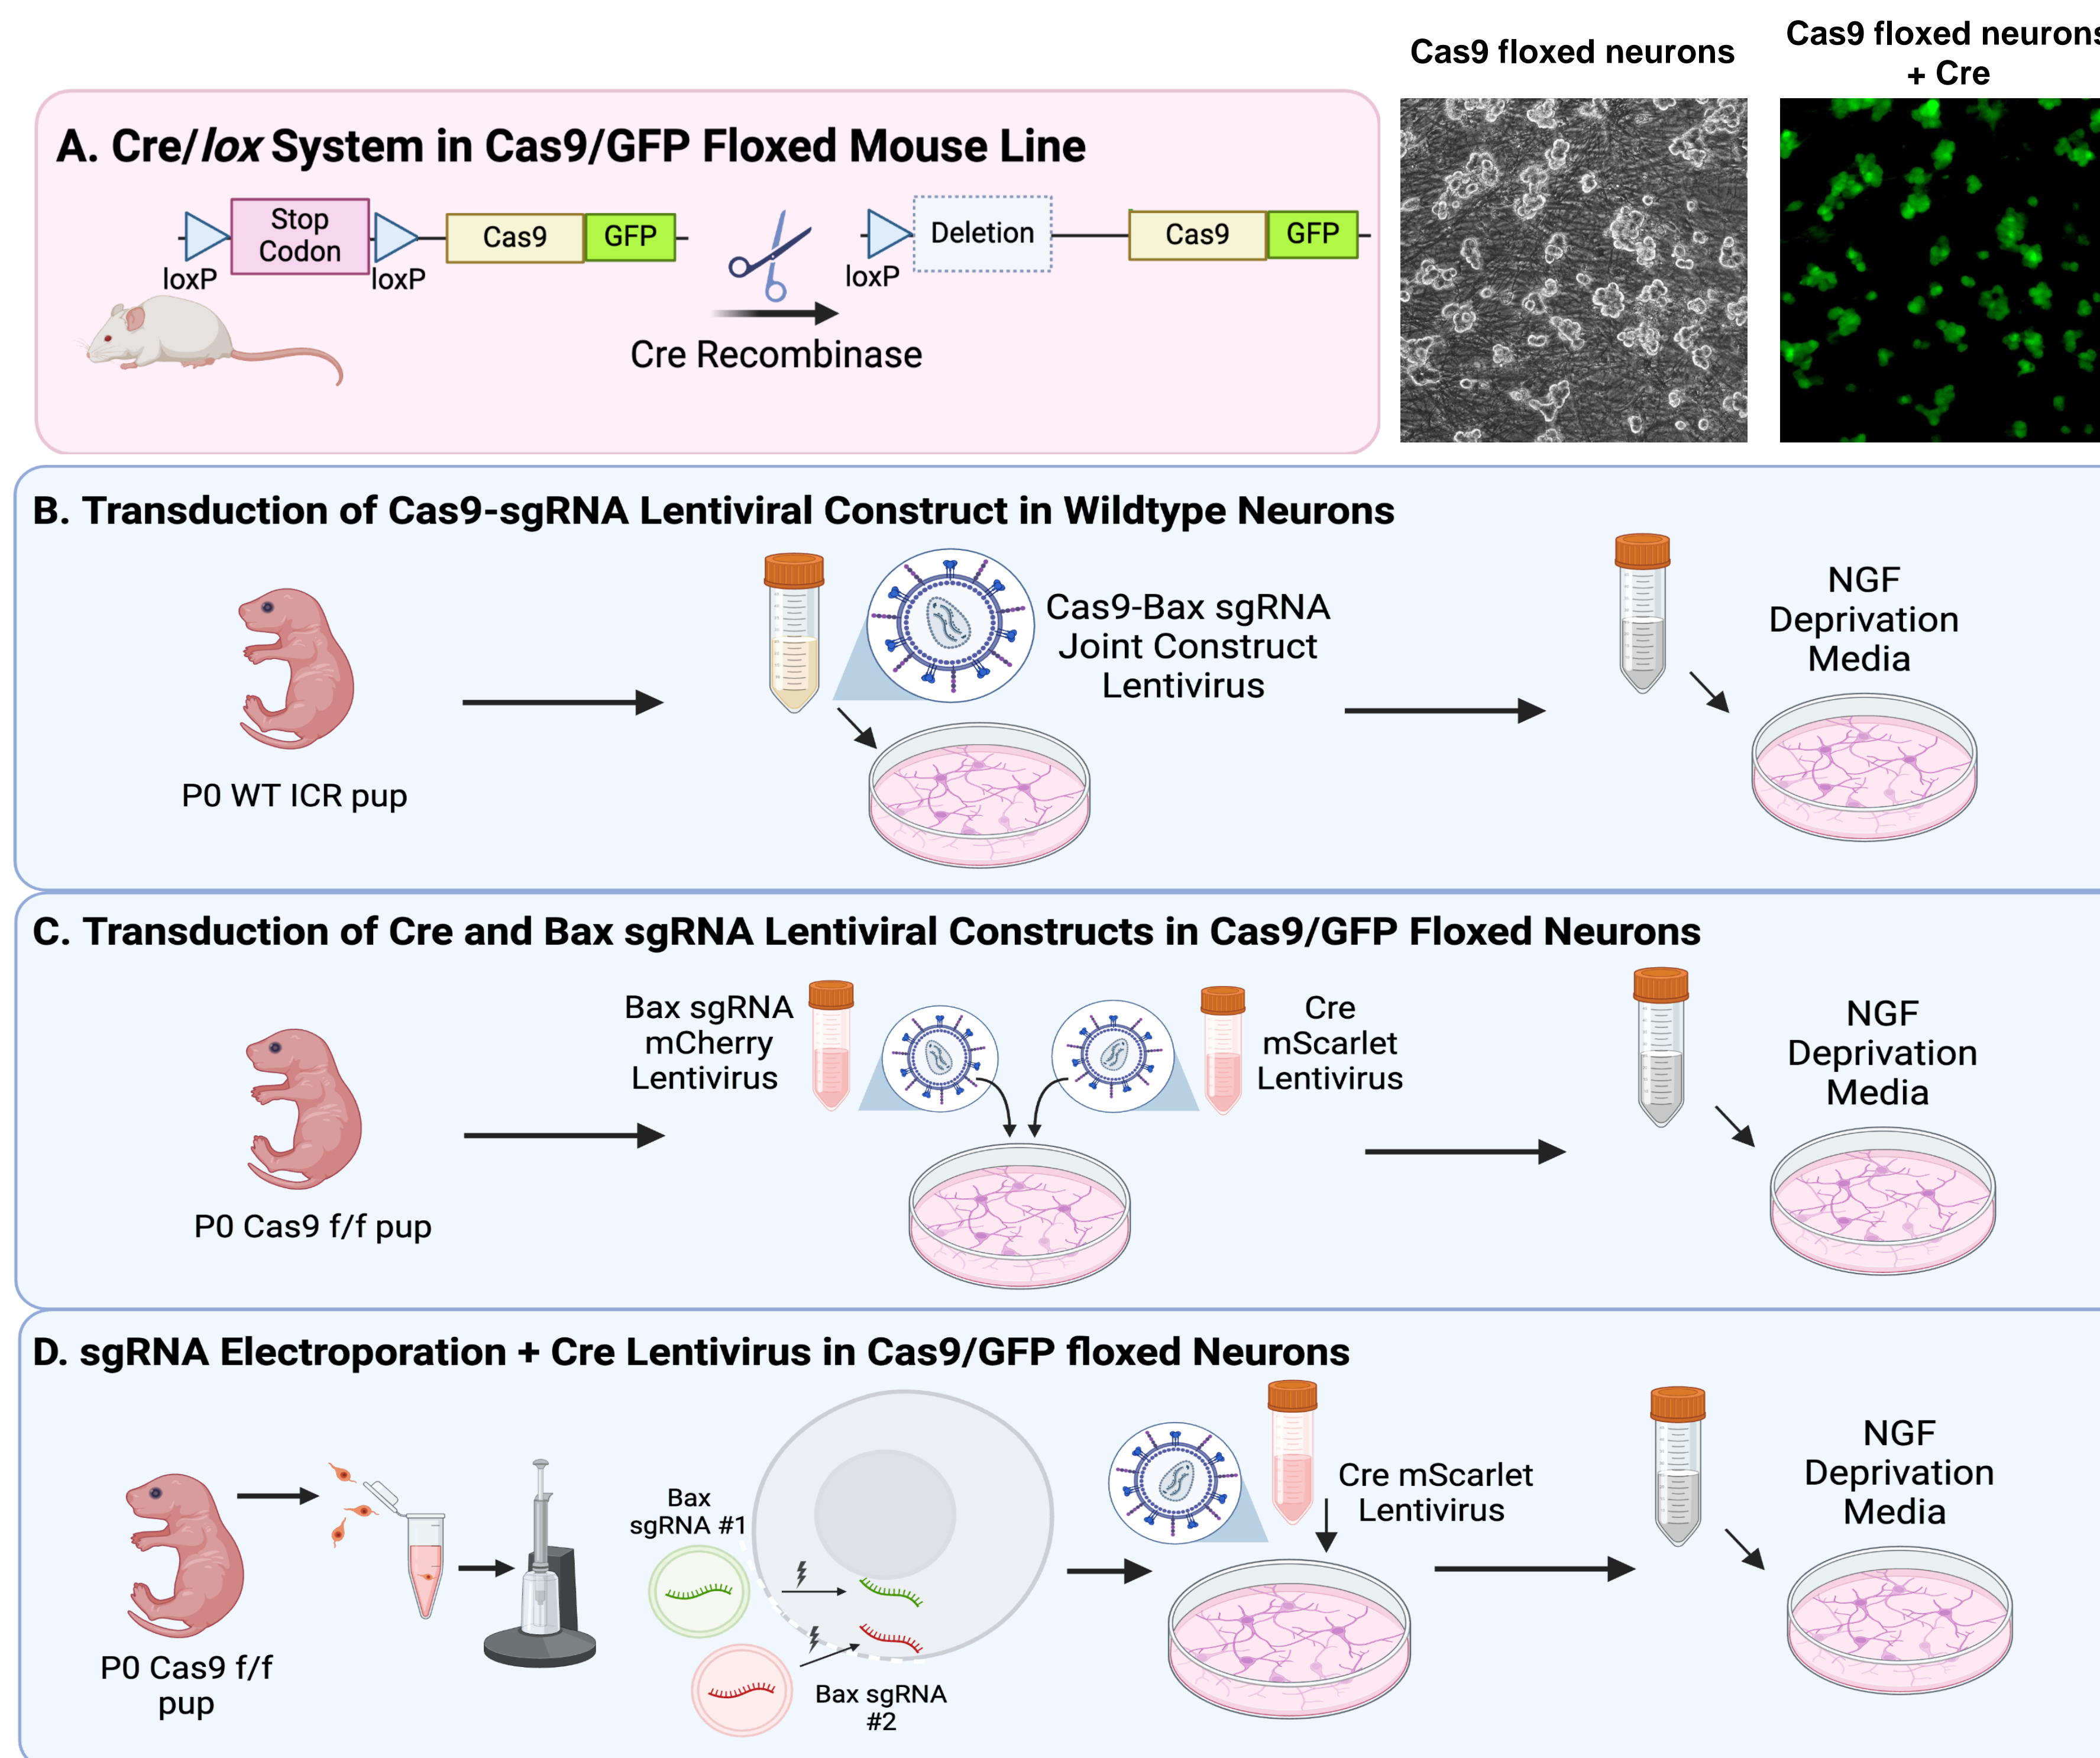 Cas9 floxed neurons
Cas9 floxed neurons
+ Cre
A. Cre/lox System in Cas9/GFP Floxed Mouse Line
Stop
Codon
Cas9
GFP
loxP
loxP
Deletion
Cas9
GFP
loxP
Cre Recombinase
B. Transduction of Cas9-sgRNA Lentiviral Construct in Wildtype Neurons
P0 WT ICR pup
Cas9-Bax sgRNA
Joint Construct
Lentivirus
NGF
Deprivation
Media
C. Transduction of Cre and Bax sgRNA Lentiviral Constructs in Cas9/GFP Floxed Neurons
P0 Cas9 f/f pup
Bax sgRNA
mCherry
Lentivirus
Cre
mScarlet
Lentivirus
NGF
Deprivation
Media
D. sgRNA Electroporation + Cre Lentivirus in Cas9/GFP floxed Neurons
P0 Cas9 f/f
pup
Bax
sgRNA #1
Bax sgRNA
#2
Cre mScarlet
Lentivirus
NGF
Deprivation
Media